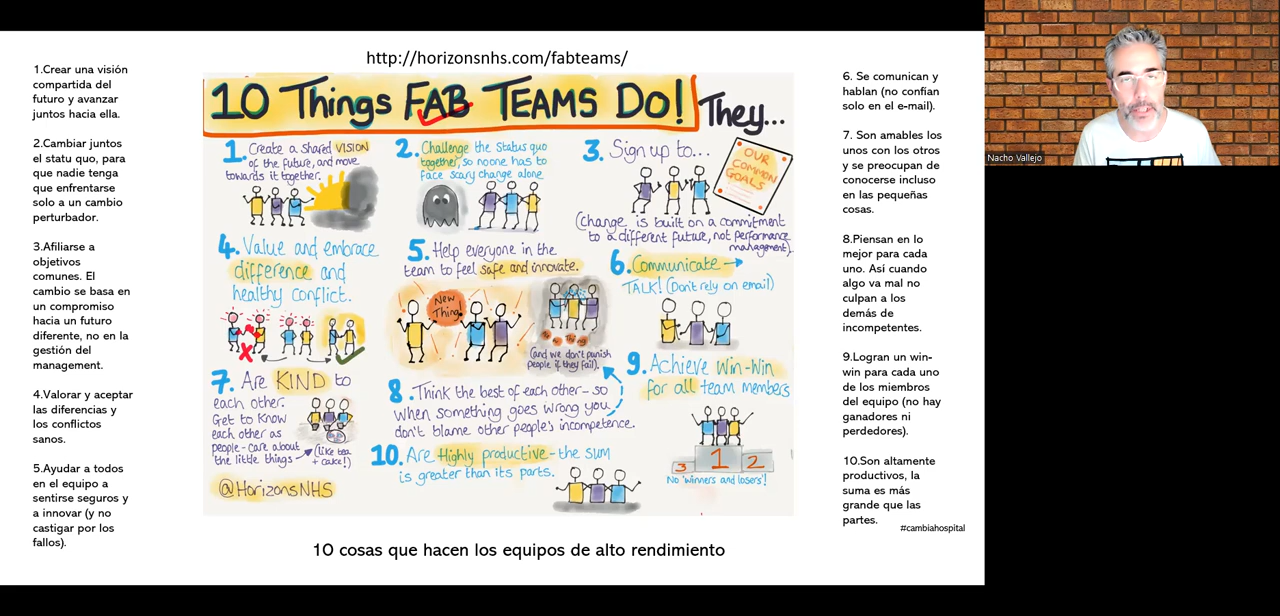 http://horizonsnhs.com/fabteams/
1.Crear una visión
compartida del
futuro y avanzar
juntos hacia ella.
2.Cambiar juntos
el statu quo, para
que nadie tenga
que enfrentarse
solo a un cambio
perturbador.
3.Afiliarse a
objetivos
comunes. El
cambio se basa en
un compromiso
hacia un futuro
diferente, no en la
gestión del
management.
4.Valorar y aceptar
las diferencias y
los conflictos
sanos.
5.Ayudar a todos
en el equipo a
sentirse seguros y
a innovar (y no
castigar por los
fallos).
10 Things FAB TEAMS Do! They...
1. Create a shared VISION
of the future, and move
towards it together.
2. Challenge the status quo
together, so noone has to
face scary change alone
3. Sign up to...
OUR
COMMON
GOALS
(Change is built on a commitment
to a different future, not performance
management).
4. Value and embrace
difference and
healthy conflict.
5. Help everyone in the
team to feel safe and innovate.
New
Thing!
(and we don't punish
people if they fail).
6. Communicate
TALK! (Don't rely on email)
7. Are KIND to
each other.
Get to know
each other as
people - care about
the little things
(like tea
+ cake!)
8. Think the best of each other - so
when something goes wrong you
don't blame other people's incompetence.
9. Achieve Win-Win
for all team members
3 1 2
No 'winners and losers'!
10. Are Highly productive - the sum
is greater than its parts.
@HorizonsNHS
10 cosas que hacen los equipos de alto rendimiento
6. Se comunican y
hablan (no confian
solo en el e-mail).
7. Son amables los
unos con los otros
y se preocupan de
conocerse incluso
en las pequeñas
cosas.
8.Piensan en lo
mejor para cada
uno. Así cuando
algo va mal no
culpan a los
demás de
incompetentes.
9.Logran un win-
win para cada uno
de los miembros
del equipo (no hay
ganadores ni
perdedores).
10.Son altamente
productivos, la
suma es más
grande que las
partes.
#cambiahospital
Nacho Vallejo